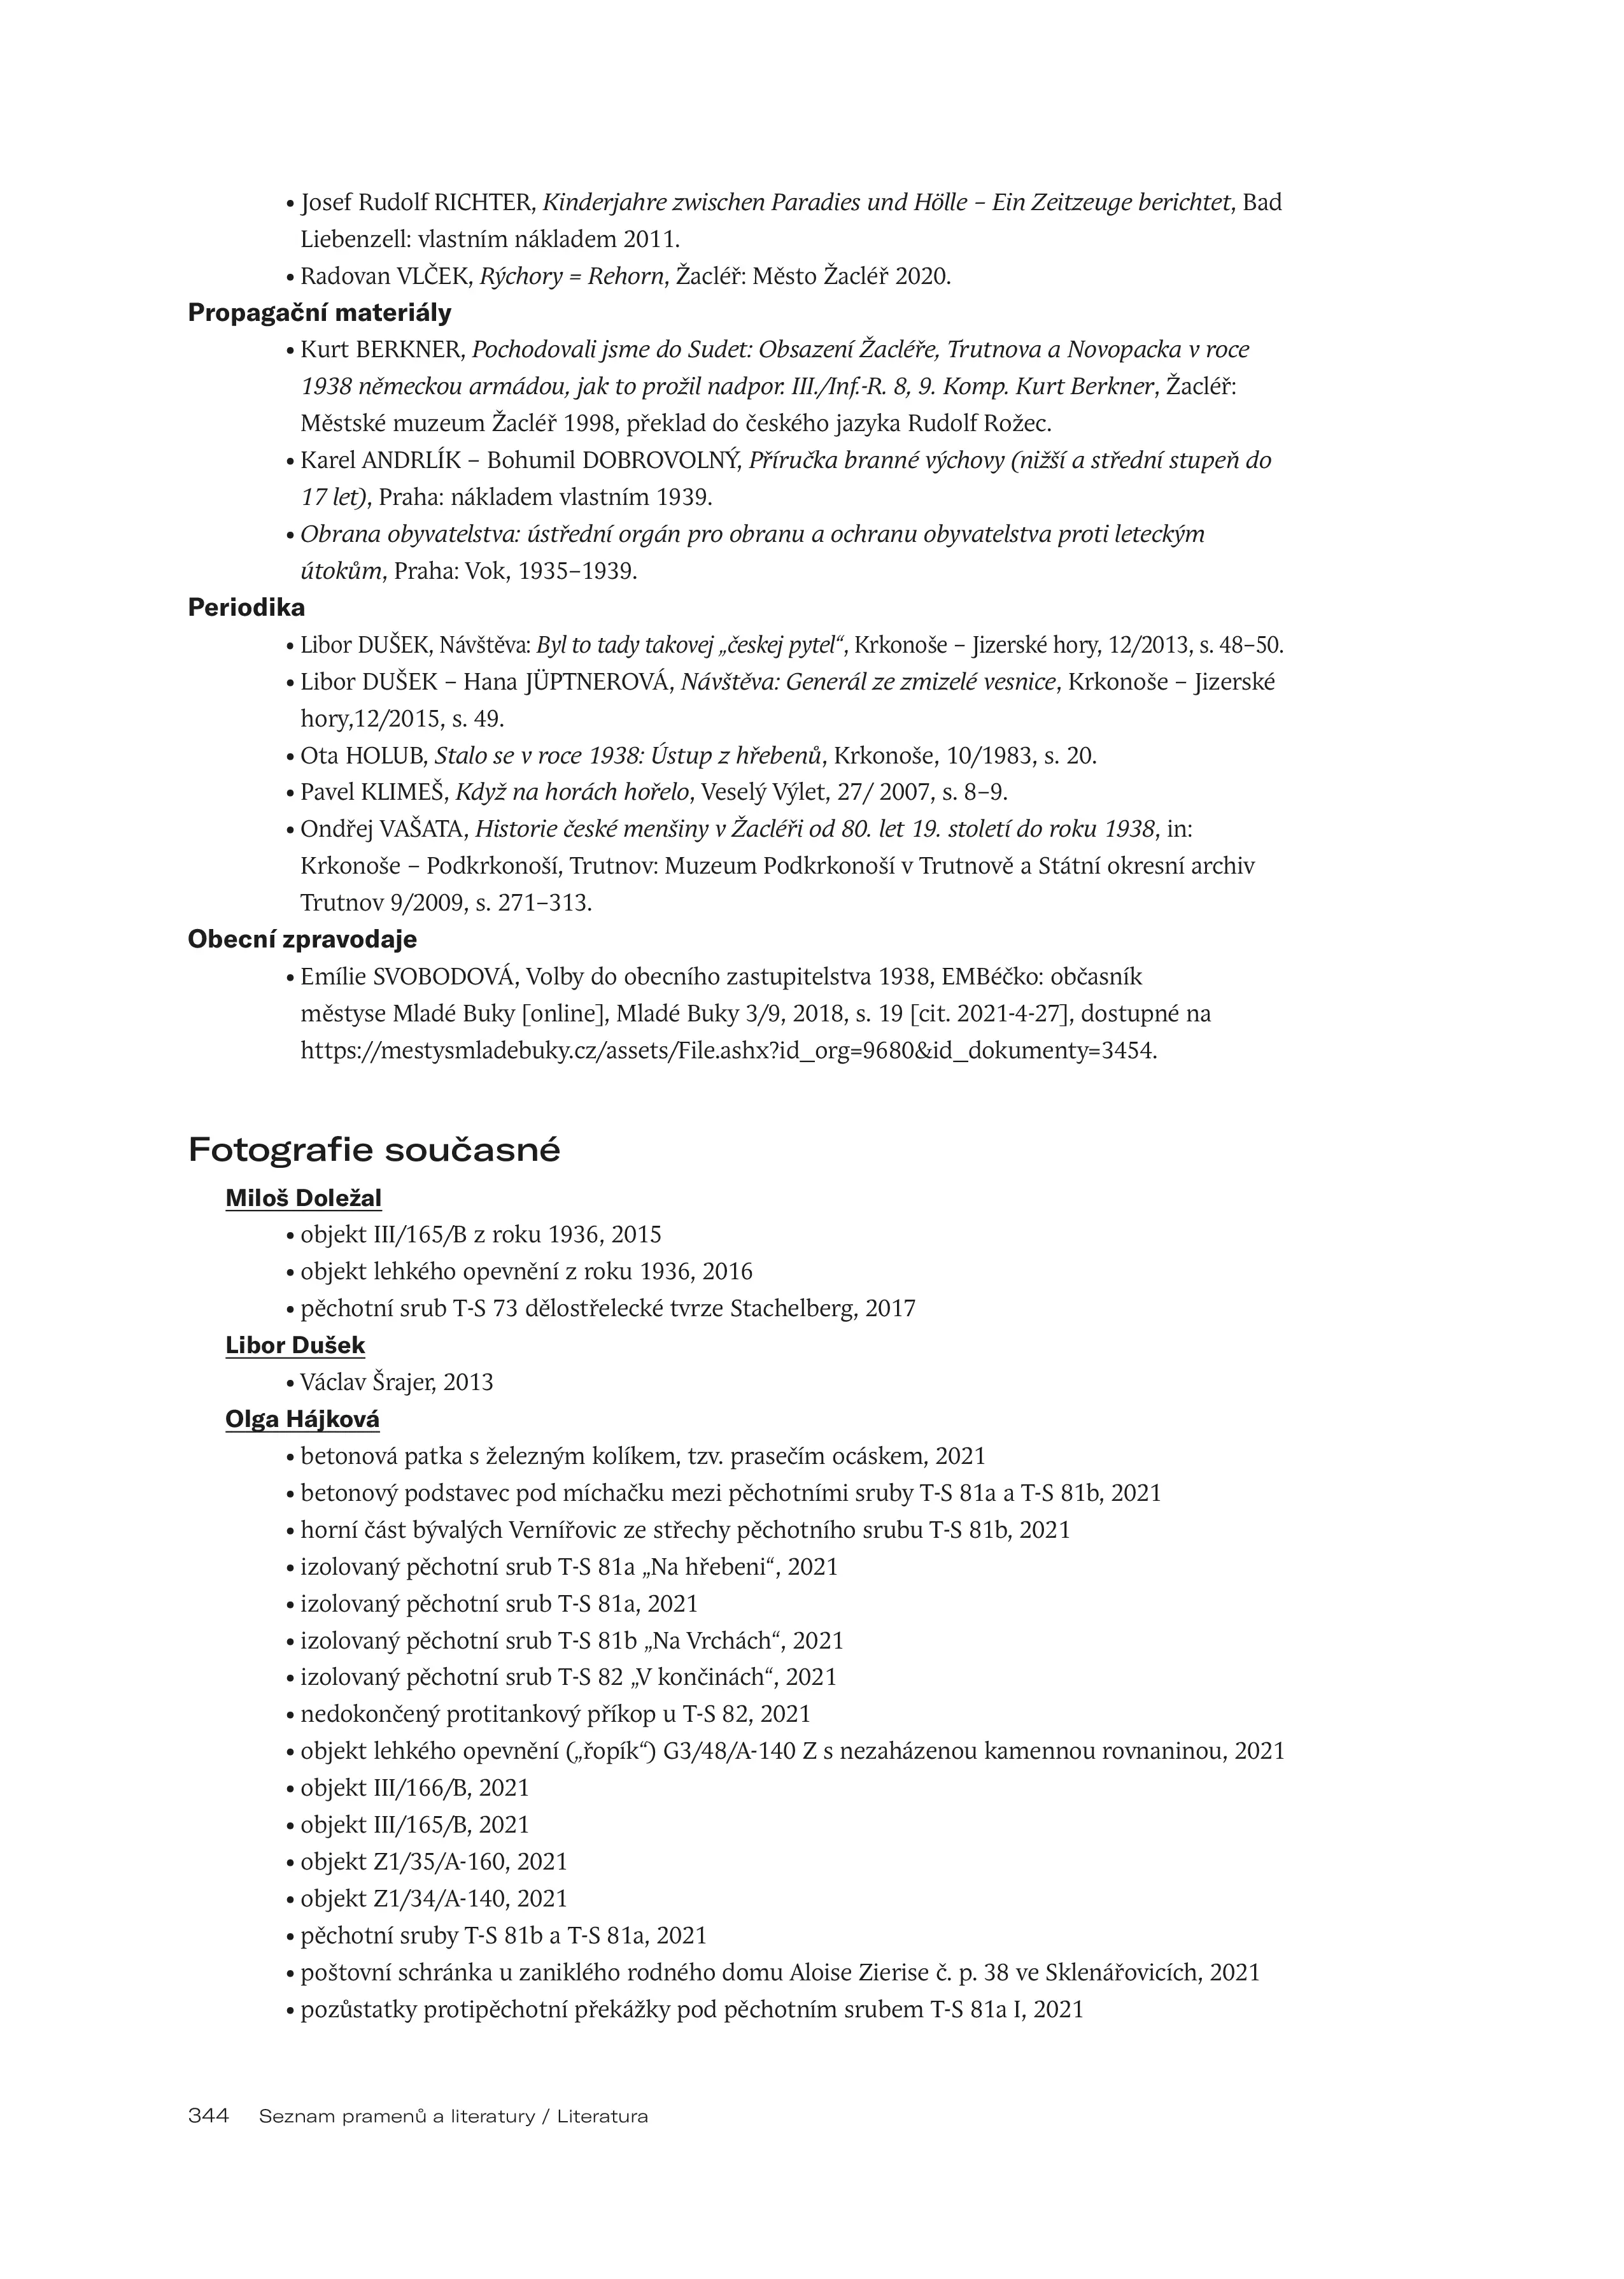 • Josef Rudolf RICHTER, Kinderjahre zwischen Paradies und Hölle – Ein Zeitzeuge berichtet, Bad
Liebenzell: vlastním nákladem 2011.
• Radovan VLČEK, Rýchory = Rehorn, Žacléř: Město Žacléř 2020.
Propagační materiály
• Kurt BERKNER, Pochodovali jsme do Sudet: Obsazení Žacléře, Trutnova a Novopacka v roce
1938 německou armádou, jak to prožil nadpor. III./Inf.-R. 8, 9. Komp. Kurt Berkner, Žacléř:
Městské muzeum Žacléř 1998, překlad do českého jazyka Rudolf Rožec.
• Karel ANDRLÍK – Bohumil DOBROVOLNÝ, Příručka branné výchovy (nižší a střední stupeň do
17 let), Praha: nákladem vlastním 1939.
• Obrana obyvatelstva: ústřední orgán pro obranu a ochranu obyvatelstva proti leteckým
útokům, Praha: Vok, 1935–1939.
Periodika
• Libor DUŠEK, Návštěva: Byl to tady takovej „českej pytel“, Krkonoše – Jizerské hory, 12/2013, s. 48–50.
• Libor DUŠEK – Hana JÜPTNEROVÁ, Návštěva: Generál ze zmizelé vesnice, Krkonoše – Jizerské
hory,12/2015, s. 49.
• Ota HOLUB, Stalo se v roce 1938: Ústup z hřebenů, Krkonoše, 10/1983, s. 20.
• Pavel KLIMEŠ, Když na horách hořelo, Veselý Výlet, 27/ 2007, s. 8–9.
• Ondřej VAŠATA, Historie české menšiny v Žacléři od 80. let 19. století do roku 1938, in:
Krkonoše – Podkrkonoší, Trutnov: Muzeum Podkrkonoší v Trutnově a Státní okresní archiv
Trutnov 9/2009, s. 271–313.
Obecní zpravodaje
• Emílie SVOBODOVÁ, Volby do obecního zastupitelstva 1938, EMBéčko: občasník
městyse Mladé Buky [online], Mladé Buky 3/9, 2018, s. 19 [cit. 2021-4-27], dostupné na
https://mestysmladebuky.cz/assets/File.ashx?id_org=9680&id_dokumenty=3454.
Fotografie současné
Miloš Doležal
• objekt III/165/B z roku 1936, 2015
• objekt lehkého opevnění z roku 1936, 2016
• pěchotní srub T-S 73 dělostřelecké tvrze Stachelberg, 2017
Libor Dušek
• Václav Šrajer, 2013
Olga Hájková
• betonová patka s železným kolíkem, tzv. prasečím ocáskem, 2021
• betonový podstavec pod míchačku mezi pěchotními sruby T-S 81a a T-S 81b, 2021
• horní část bývalých Vernířovic ze střechy pěchotního srubu T-S 81b, 2021
• izolovaný pěchotní srub T-S 81a „Na hřebeni“, 2021
• izolovaný pěchotní srub T-S 81a, 2021
• izolovaný pěchotní srub T-S 81b „Na Vrchách“, 2021
• izolovaný pěchotní srub T-S 82 „V končinách“, 2021
• nedokončený protitankový příkop u T-S 82, 2021
• objekt lehkého opevnění („řopík“) G3/48/A-140 Z s nezaházenou kamennou rovnaninou, 2021
• objekt III/166/B, 2021
• objekt III/165/B, 2021
• objekt Z1/35/A-160, 2021
• objekt Z1/34/A-140, 2021
• pěchotní sruby T-S 81b a T-S 81a, 2021
• poštovní schránka u zaniklého rodného domu Aloise Zierise č. p. 38 ve Sklenářovicích, 2021
• pozůstatky protipěchotní překážky pod pěchotním srubem T-S 81a I, 2021
344 Seznam pramenů a literatury / Literatura